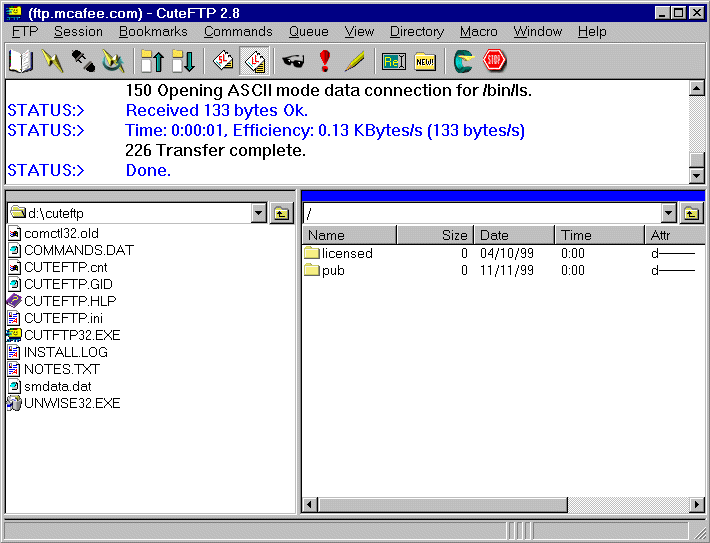 (ftp.mcafee.com) - CuteFTP 2.8
FTP Session Bookmarks Commands Queue View Directory Macro Window Help
Re NEW! STOP
150 Opening ASCII mode data connection for /bin/ls.
STATUS:> Received 133 bytes Ok.
STATUS:> Time: 0:00:01, Efficiency: 0.13 KBytes/s (133 bytes/s)
226 Transfer complete.
STATUS:> Done.
d:\cuteftp
comctl32.old
COMMANDS.DAT
CUTEFTP.cnt
CUTEFTP.GID
CUTEFTP.HLP
CUTEFTP.ini
CUTFTP32.EXE
INSTALL.LOG
NOTES.TXT
smdata.dat
UNWISE32.EXE
/
Name Size Date Time Attr
licensed 0 04/10/99 0:00 d———
pub 0 11/11/99 0:00 d———